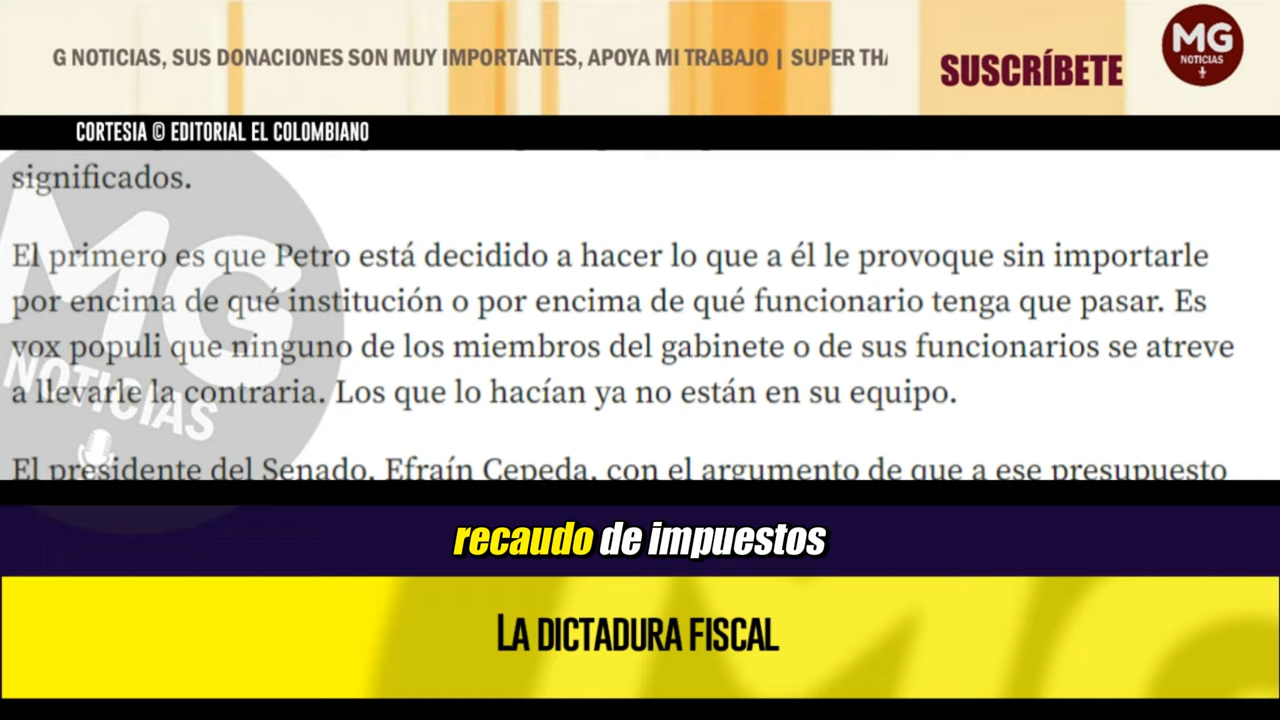 G NOTICIAS, SUS DONACIONES SON MUY IMPORTANTES, APOYA MI TRABAJO | SUPER
SUSCRÍBETE
MG
NOTICIAS
CORTESIA © EDITORIAL EL COLOMBIANO
significados.
El primero es que Petro está decidido a hacer lo que a él le provoque sin importarle
por encima de qué institución o por encima de qué funcionario tenga que pasar. Es
vox populi que ninguno de los miembros del gabinete o de sus funcionarios se atreve
a llevarle la contraria. Los que lo hacían ya no están en su equipo.
El presidente del Senado, Efraín Cepeda, con el argumento de que a ese presupuesto
MG
NOTICIAS
recaudo de impuestos
LA DICTADURA FISCAL